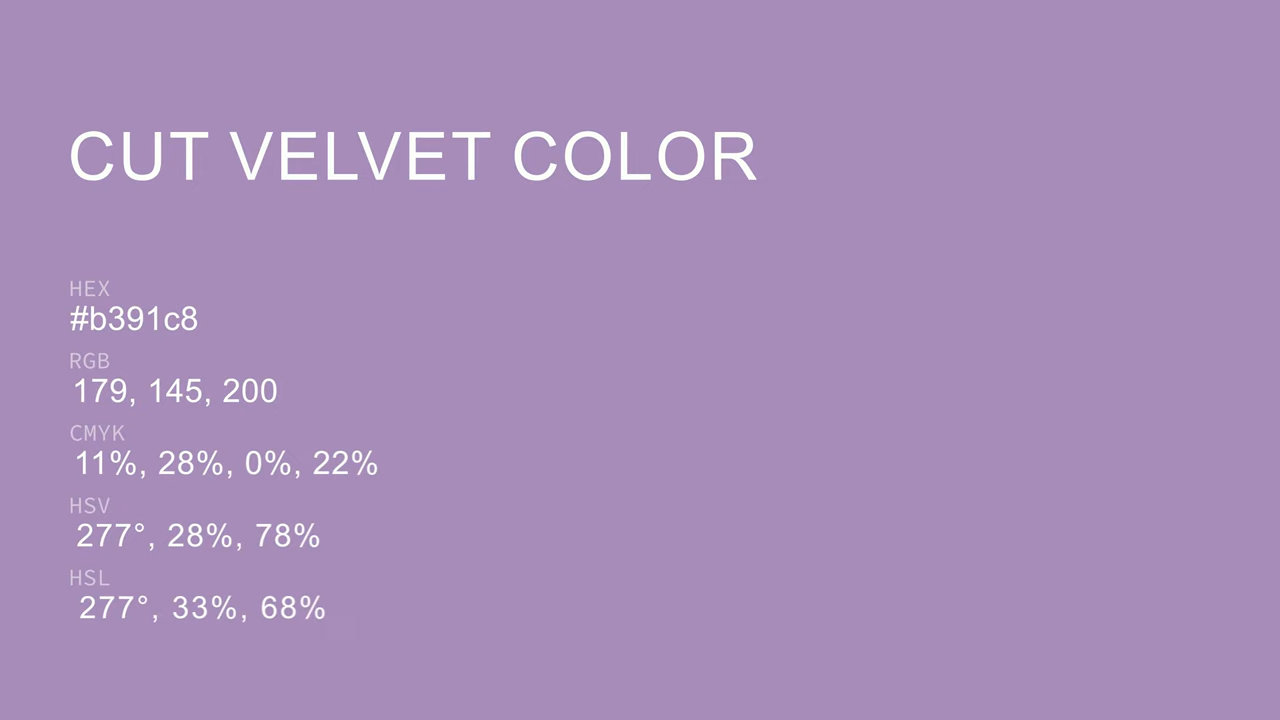 CUT VELVET COLOR
HEX
#b391c8
RGB
179, 145, 200
CMYK
11%, 28%, 0%, 22%
HSV
277°, 28%, 78%
HSL
277°, 33%, 68%